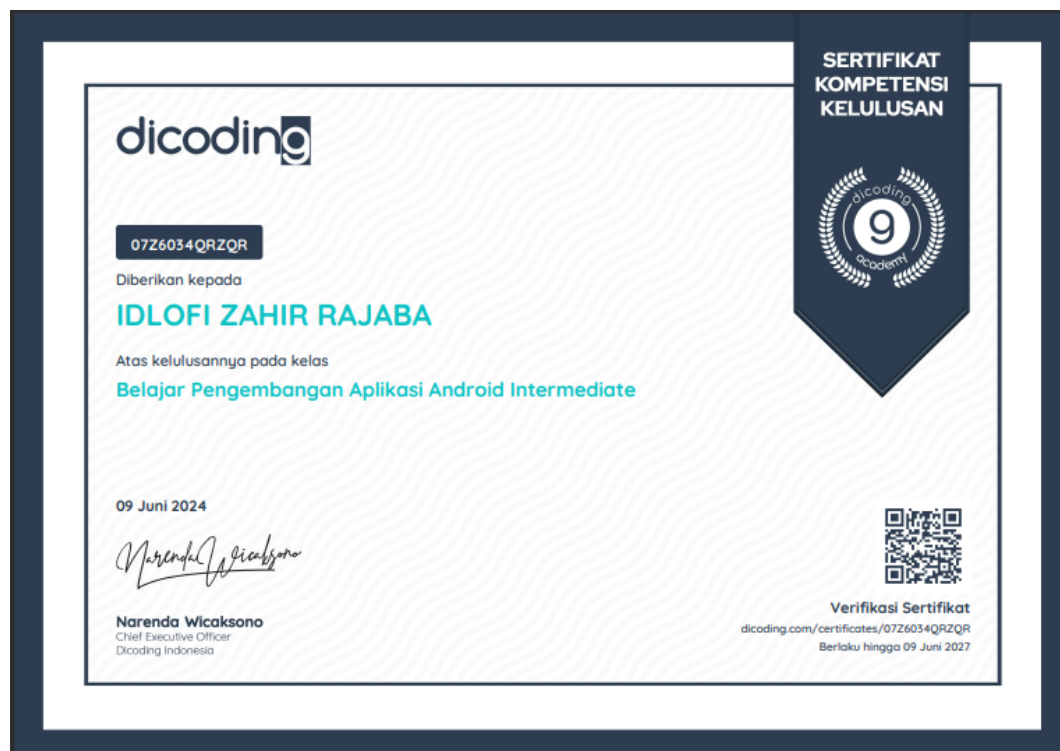 SERTIFIKAT
KOMPETENSI
KELULUSAN
dicoding
dicoding
9
academy
07Z6034QRZQR
Diberikan kepada
IDLOFI ZAHIR RAJABA
Atas kelulusannya pada kelas
Belajar Pengembangan Aplikasi Android Intermediate
09 Juni 2024
Narenda Wicaksono
Narenda Wicaksono
Chief Executive Officer
Dicoding Indonesia
Verifikasi Sertifikat
dicoding.com/certificates/07Z6034QRZQR
Berlaku hingga 09 Juni 2027